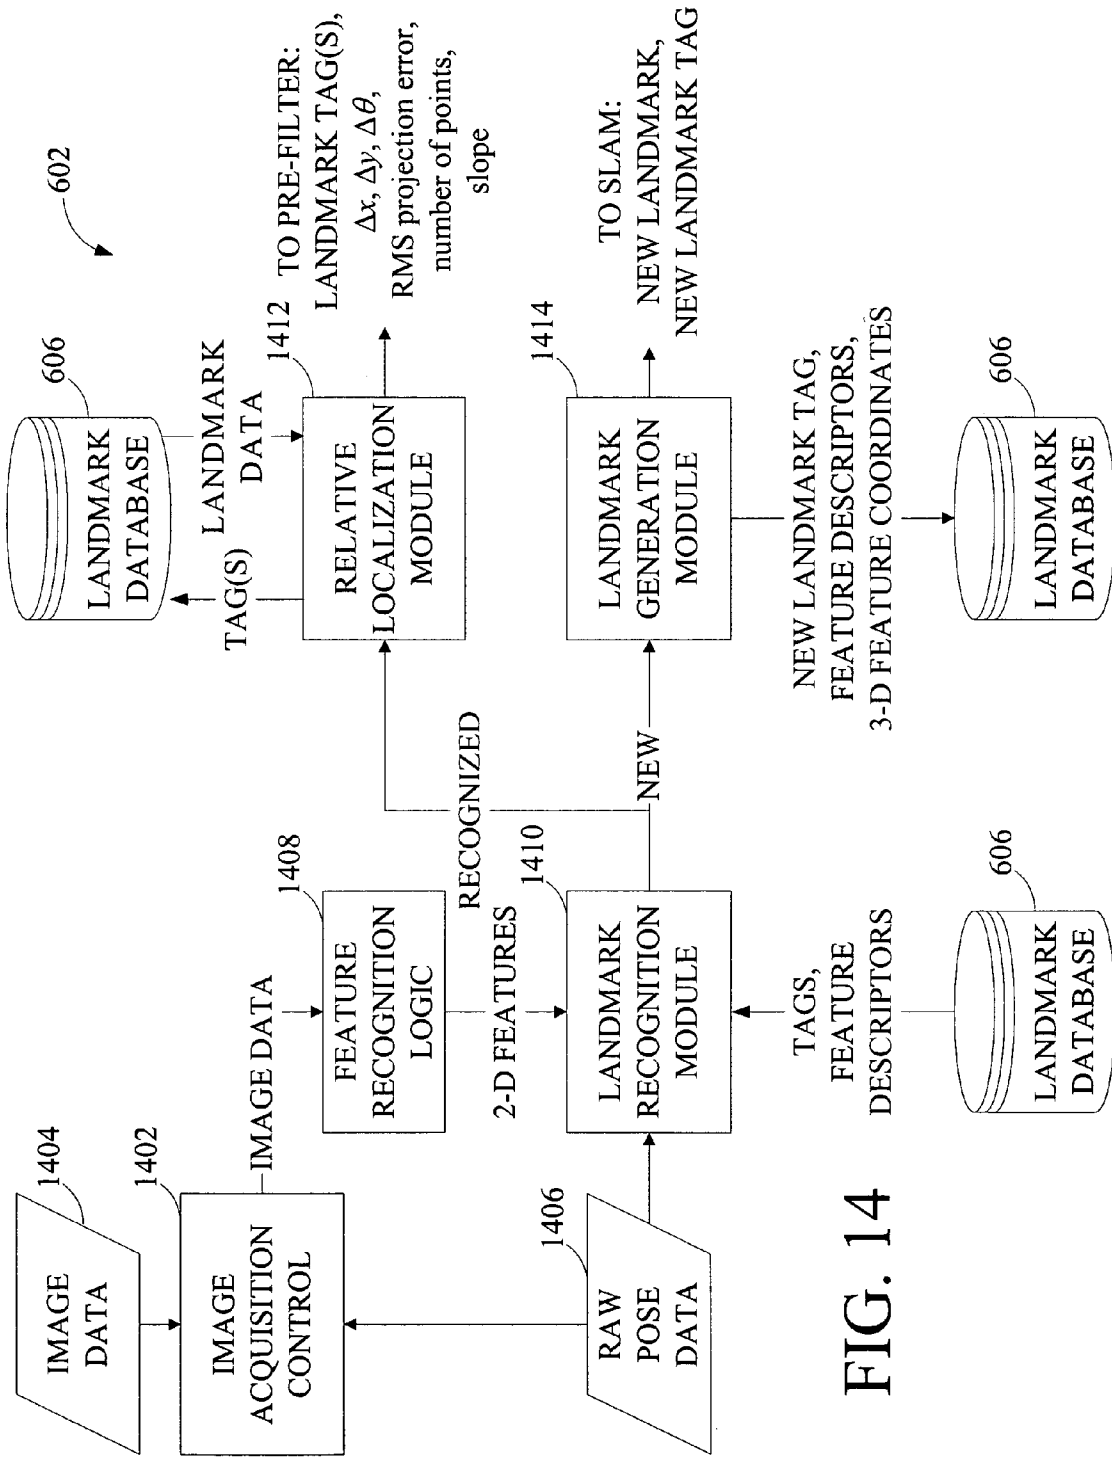 602
IMAGE
DATA
1404
IMAGE
ACQUISITION
CONTROL
1402
IMAGE DATA
FEATURE
RECOGNITION
LOGIC
1408
2-D FEATURES
RAW
POSE
DATA
1406
LANDMARK
RECOGNITION
MODULE
1410
TAGS,
FEATURE
DESCRIPTORS
LANDMARK
DATABASE
606
RECOGNIZED
NEW
LANDMARK
DATABASE
606
TAG(S)
LANDMARK
DATA
RELATIVE
LOCALIZATION
MODULE
1412
TO PRE-FILTER:
LANDMARK TAG(S),
Δx, Δy, Δθ,
RMS projection error,
number of points,
slope
LANDMARK
GENERATION
MODULE
1414
TO SLAM:
NEW LANDMARK,
NEW LANDMARK TAG
NEW LANDMARK TAG,
FEATURE DESCRIPTORS,
3-D FEATURE COORDINATES
LANDMARK
DATABASE
606
FIG. 14